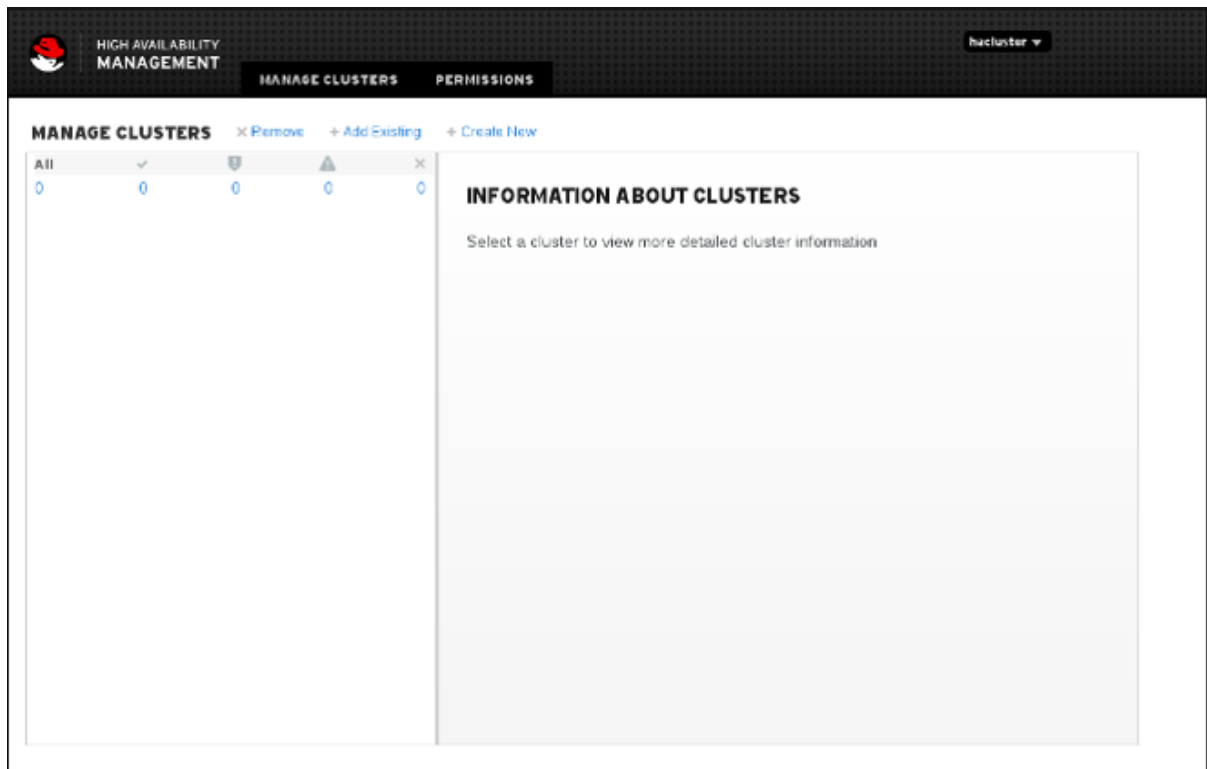 HIGH AVAILABILITY
MANAGEMENT
hacluster
MANAGE CLUSTERS PERMISSIONS
MANAGE CLUSTERS × Remove + Add Existing + Create New
All
0 0 0 0 0
INFORMATION ABOUT CLUSTERS
Select a cluster to view more detailed cluster information